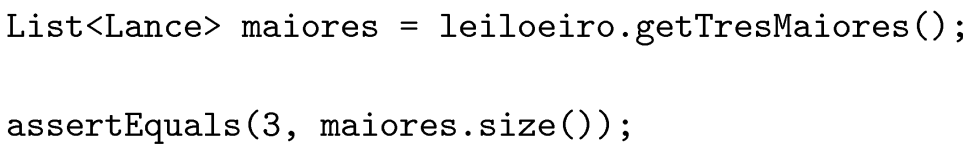 List<Lance> maiores = leiloeiro.getTresMaiores();
assertEquals(3, maiores.size());